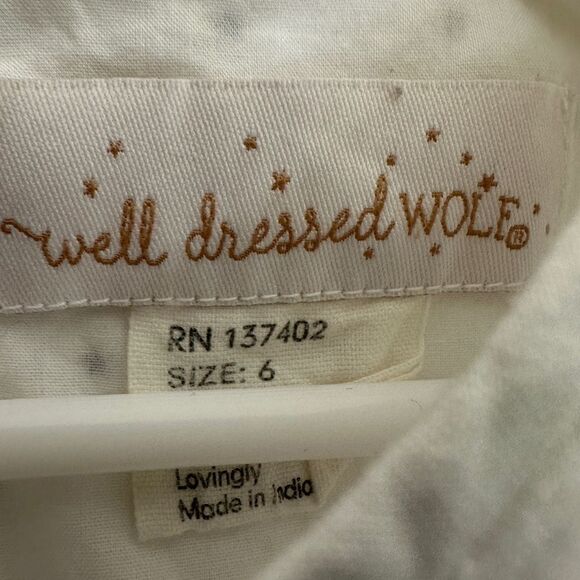 well dressed WOLF®
RN 137402
SIZE: 6
Lovingly
Made in India